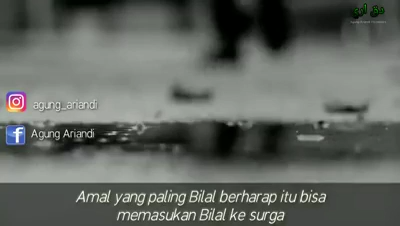 agung_ariandi
Agung Ariandi
Amal yang paling Bilal berharap itu bisa
memasukan Bilal ke surga